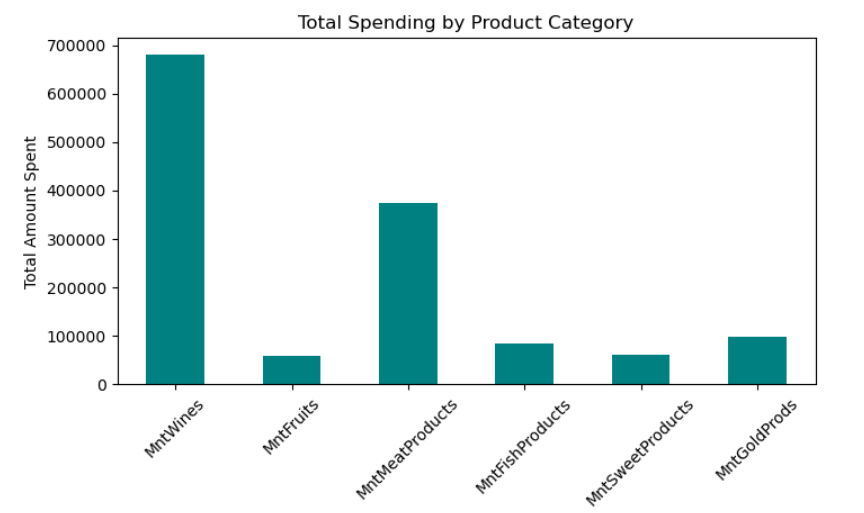 Total Spending by Product Category
Total Amount Spent
700000
600000
500000
400000
300000
200000
100000
0
MntWines
MntFruits
MntMeatProducts
MntFishProducts
MntSweetProducts
MntGoldProds